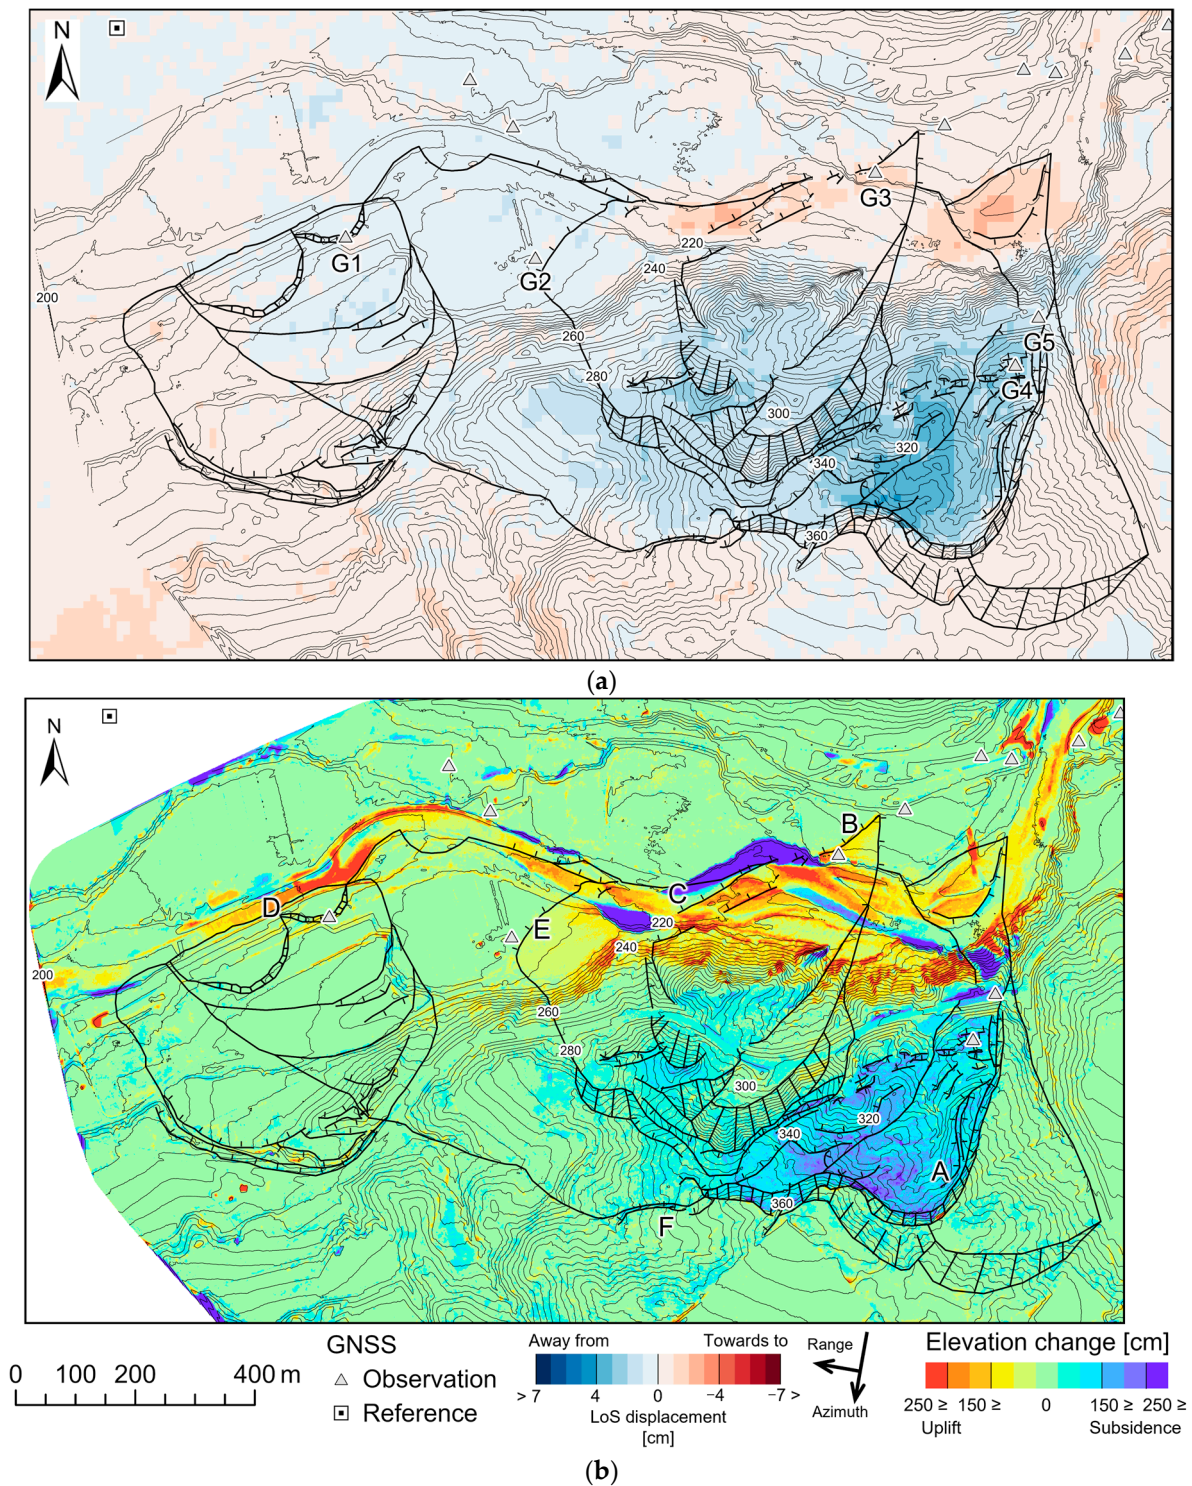 N
G3
220
G1
240
G2
200
G5
260
280
G4
300
320
340
360
(a)
N
B
C
D
220
E
240
200
260
280
300
320
340
A
360
F
0 100 200 400 m
GNSS
Observation
Reference
Away from Towards to
> 7 4 0 −4 −7 >
LoS displacement
[cm]
Range
Azimuth
Elevation change [cm]
250 ≥ 150 ≥ 0 150 ≥ 250 ≥
Uplift Subsidence
(b)